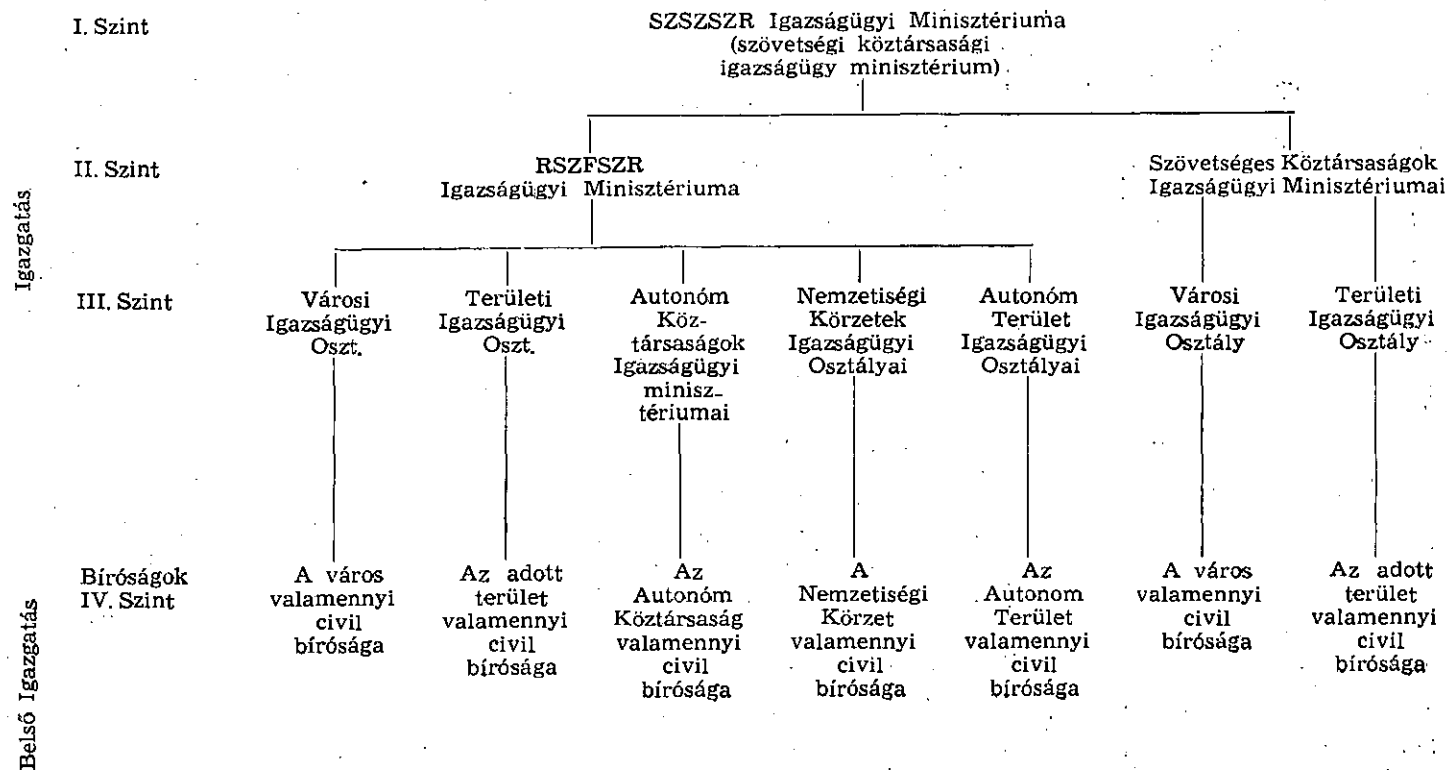 I. Szint
SZSZSZR Igazságügyi Minisztériuma
(szövetségi köztársasági
igazságügy minisztérium)
Igazgatás
II. Szint
RSZFSZR
Igazságügyi Minisztériuma
Szövetséges Köztársaságok
Igazságügyi Minisztériumai
III. Szint
Városi
Igazságügyi
Oszt.
Területi
Igazságügyi
Oszt.
Autonóm
Köz-
társaságok
Igazságügyi
minisz-
tériumai
Nemzetiségi
Körzetek
Igazságügyi
Osztályai
Autonóm
Terület
Igazságügyi
Osztályai
Városi
Igazságügyi
Osztály
Területi
Igazságügyi
Osztály
Belső Igazgatás
Bíróságok
IV. Szint
A város
valamennyi
civil
bírósága
Az adott
terület
valamennyi
civil
bírósága
Az
Autonóm
Köztársaság
valamennyi
civil
bírósága
A
Nemzetiségi
Körzet
valamennyi
civil
bírósága
Az
Autonom
Terület
valamennyi
civil
bírósága
A város
valamennyi
civil
bírósága
Az adott
terület
valamennyi
civil
bírósága